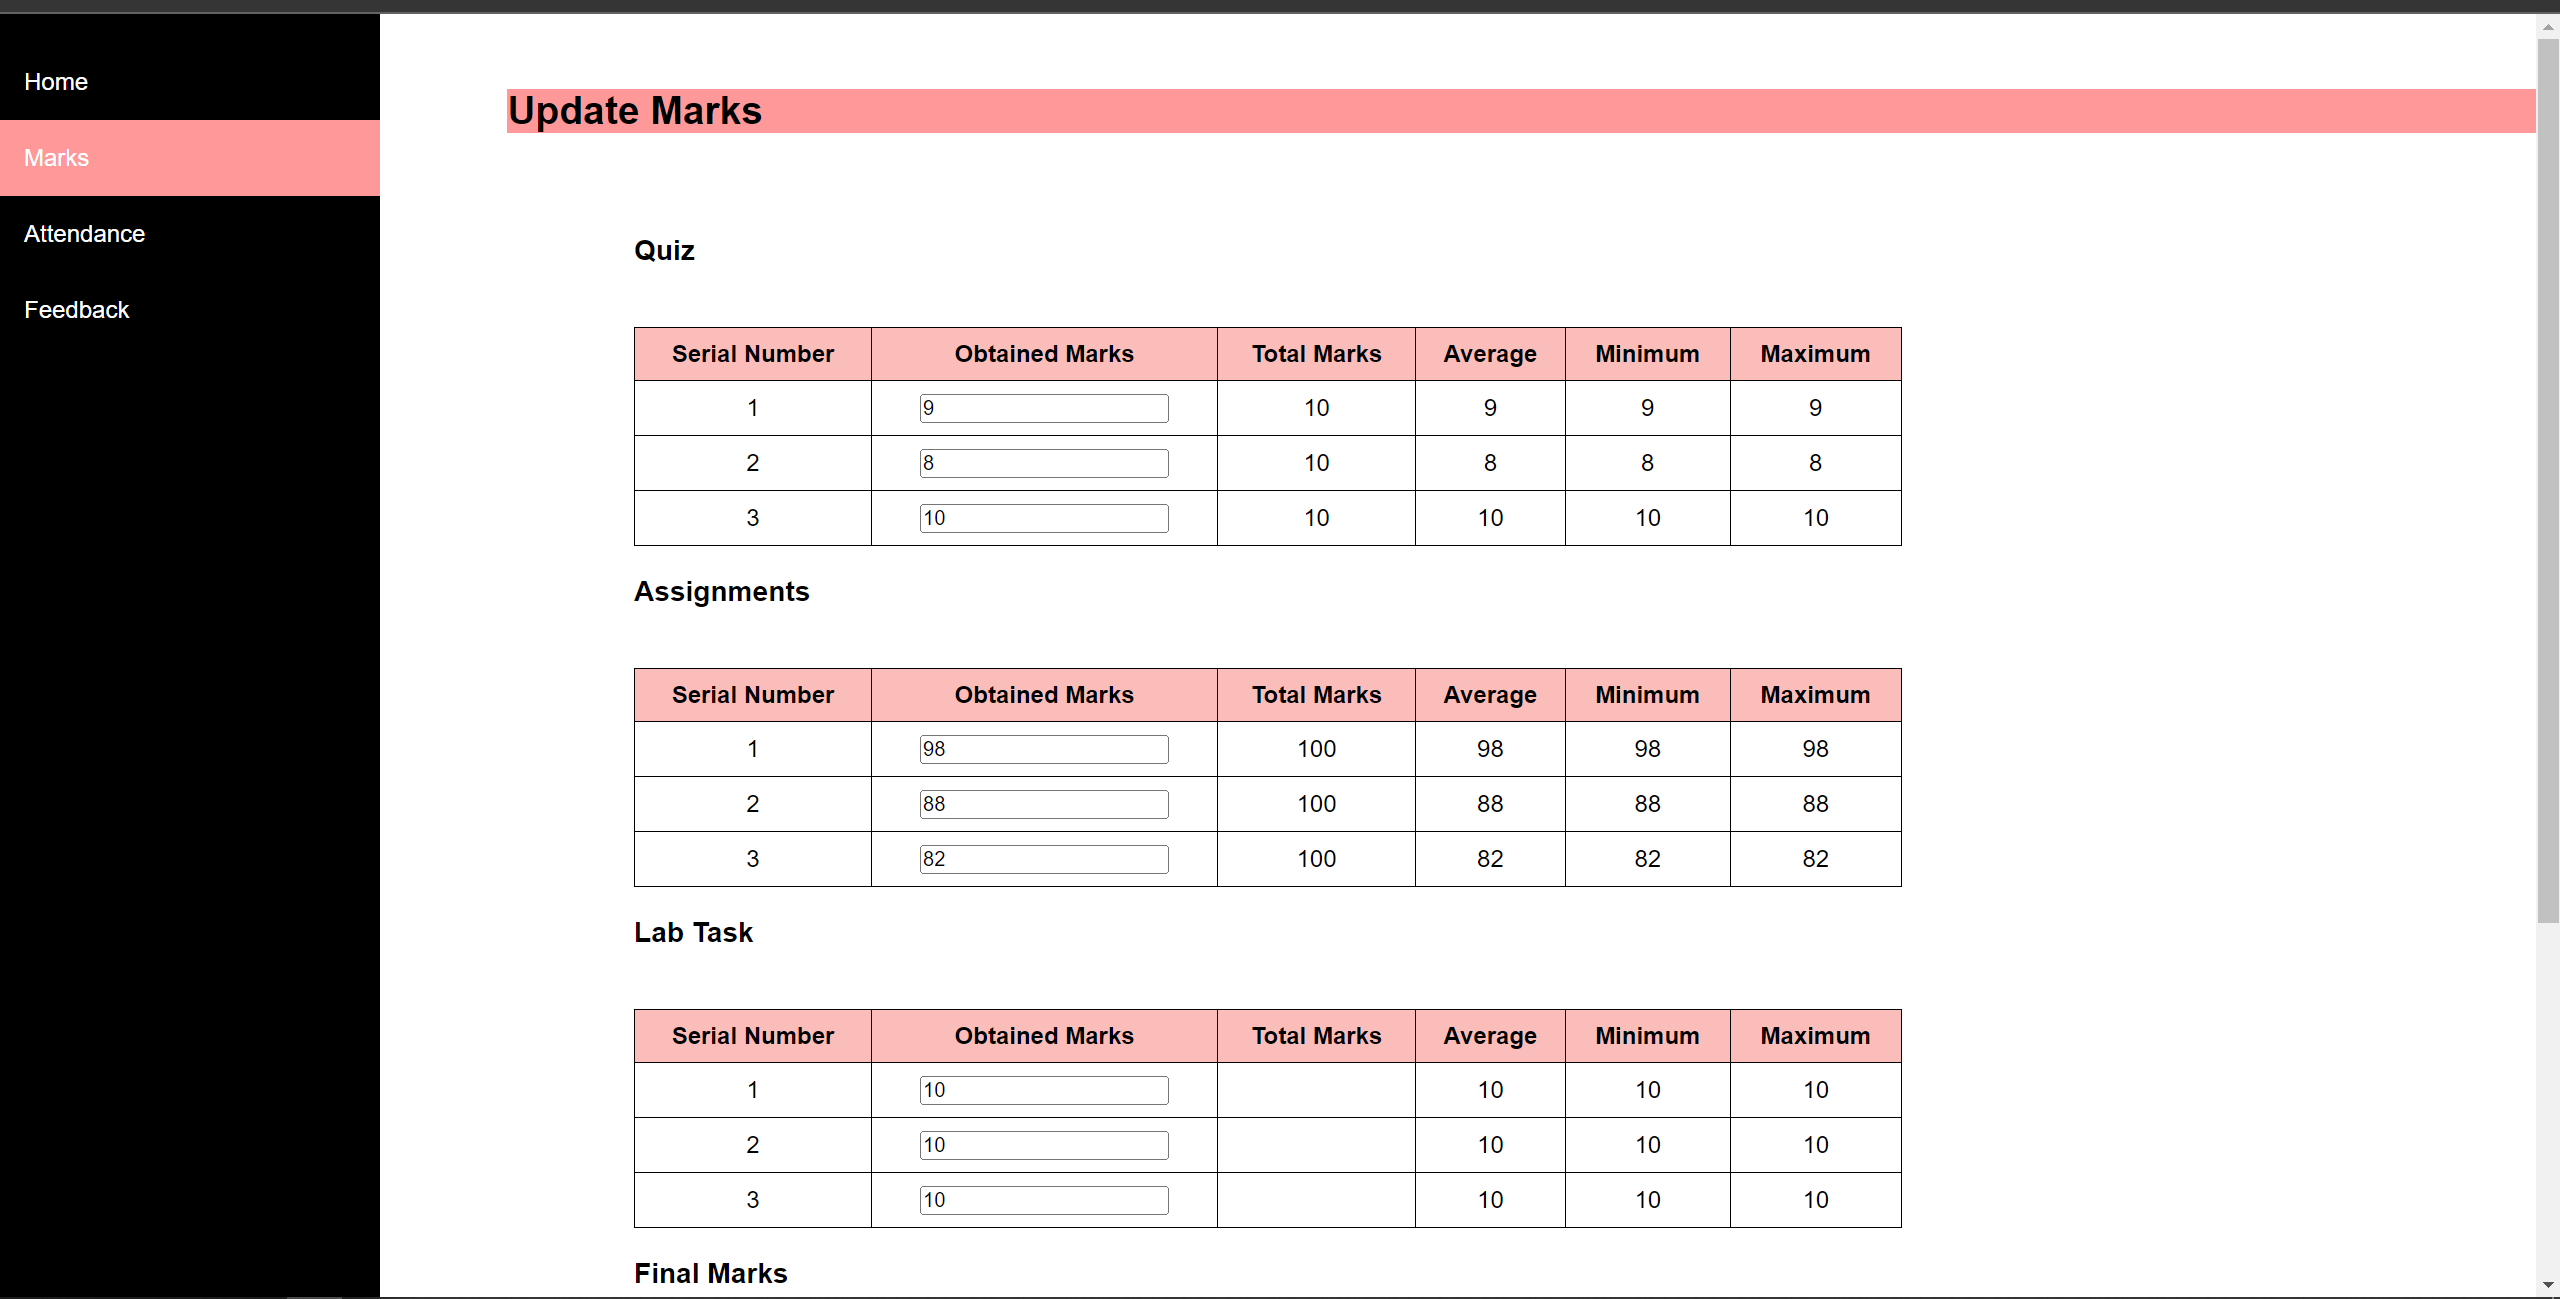 Home
Marks
Attendance
Feedback
Update Marks
Quiz
Serial Number Obtained Marks Total Marks Average Minimum Maximum
1 9 10 9 9 9
2 8 10 8 8 8
3 10 10 10 10 10
Assignments
Serial Number Obtained Marks Total Marks Average Minimum Maximum
1 98 100 98 98 98
2 88 100 88 88 88
3 82 100 82 82 82
Lab Task
Serial Number Obtained Marks Total Marks Average Minimum Maximum
1 10 10 10 10
2 10 10 10 10
3 10 10 10 10
Final Marks